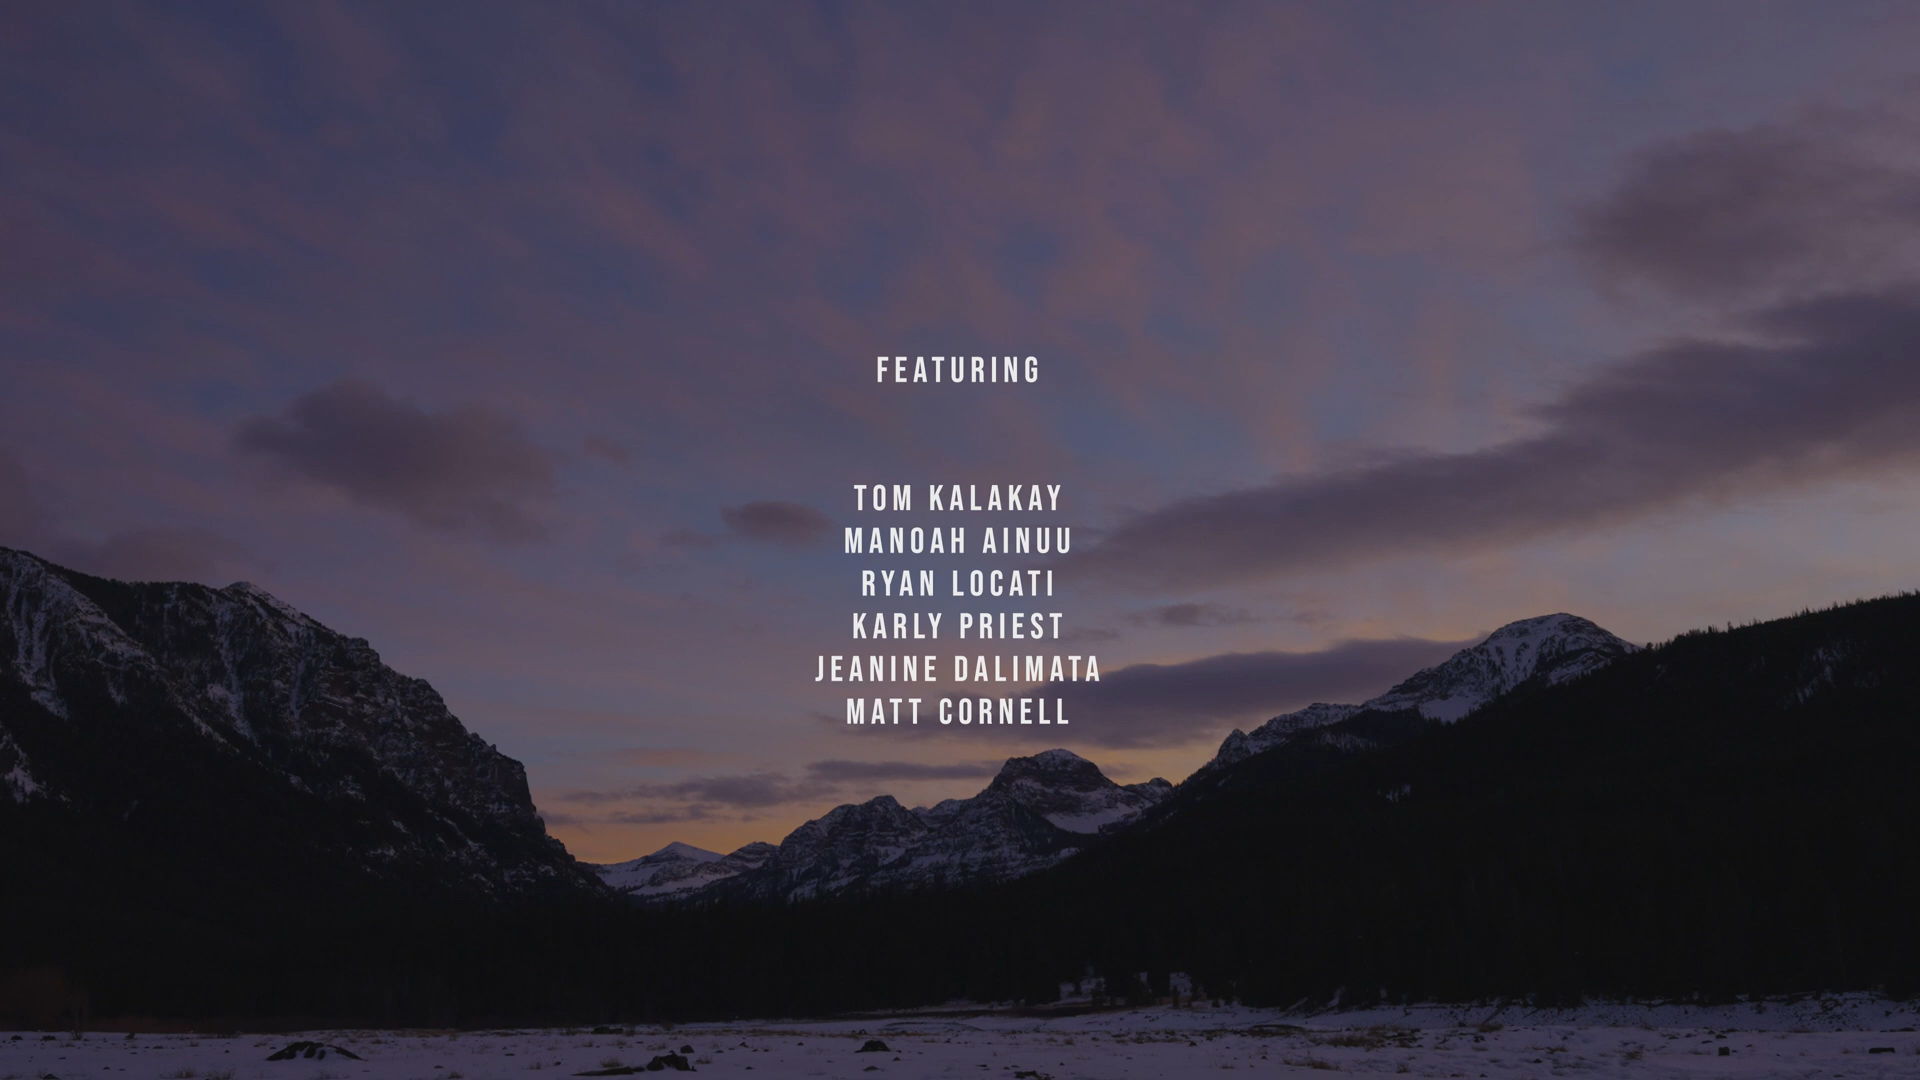 FEATURING
TOM KALAKAY
MANOAH AINUU
RYAN LOCATI
KARLY PRIEST
JEANINE DALIMATA
MATT CORNELL